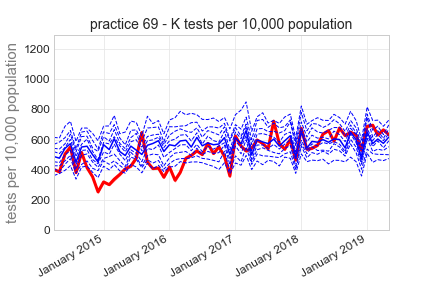 practice 69 - K tests per 10,000 population
tests per 10,000 population
1200
1000
800
600
400
200
0
January 2015
January 2016
January 2017
January 2018
January 2019